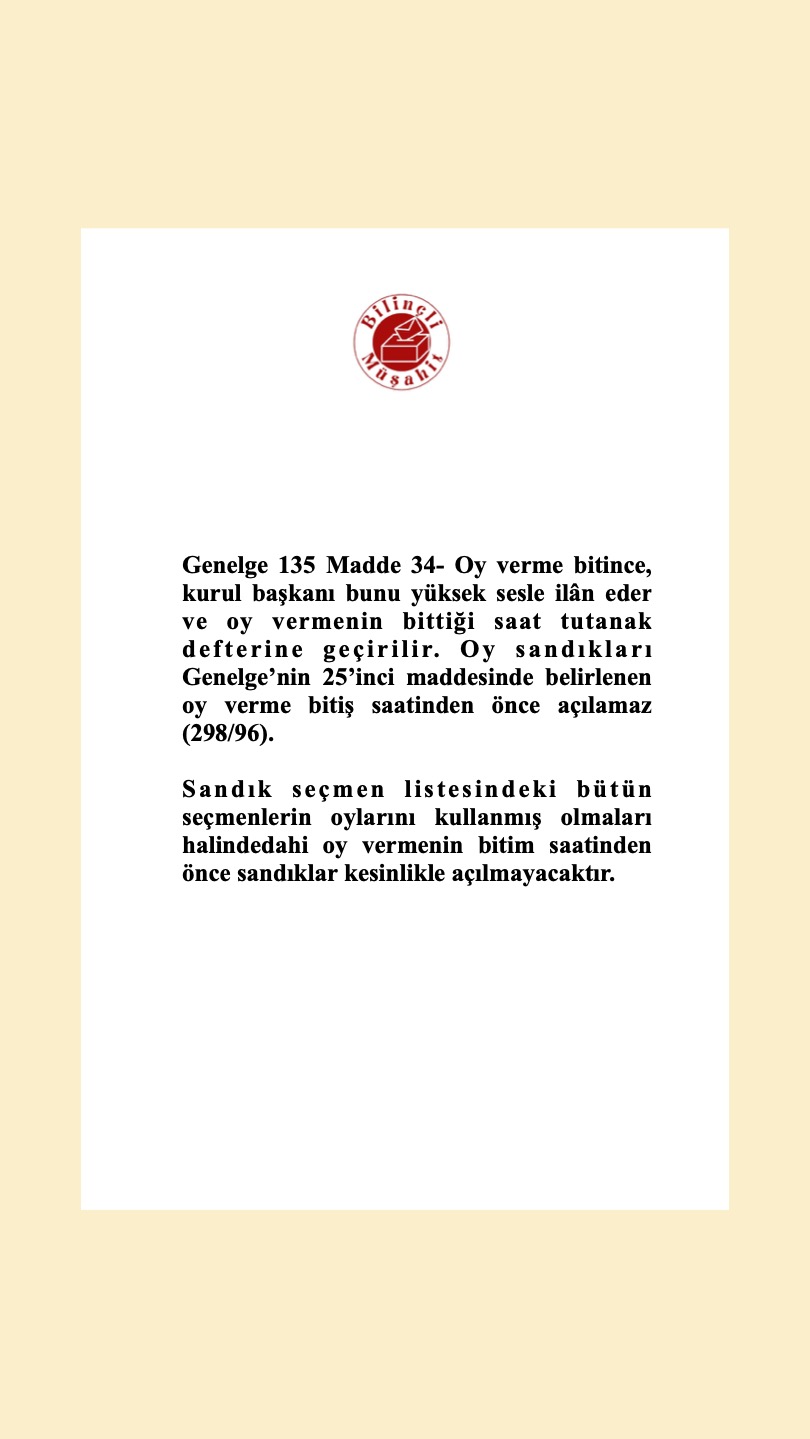 Bilinçli
Müşahit
Genelge 135 Madde 34- Oy verme bitince,
kurul başkanı bunu yüksek sesle ilân eder
ve oy vermenin bittiği saat tutanak
defterine geçirilir. Oy sandıkları
Genelge’nin 25’inci maddesinde belirlenen
oy verme bitiş saatinden önce açılamaz
(298/96).
Sandık seçmen listesindeki bütün
seçmenlerin oylarını kullanmış olmaları
halindedahi oy vermenin bitim saatinden
önce sandıklar kesinlikle açılmayacaktır.